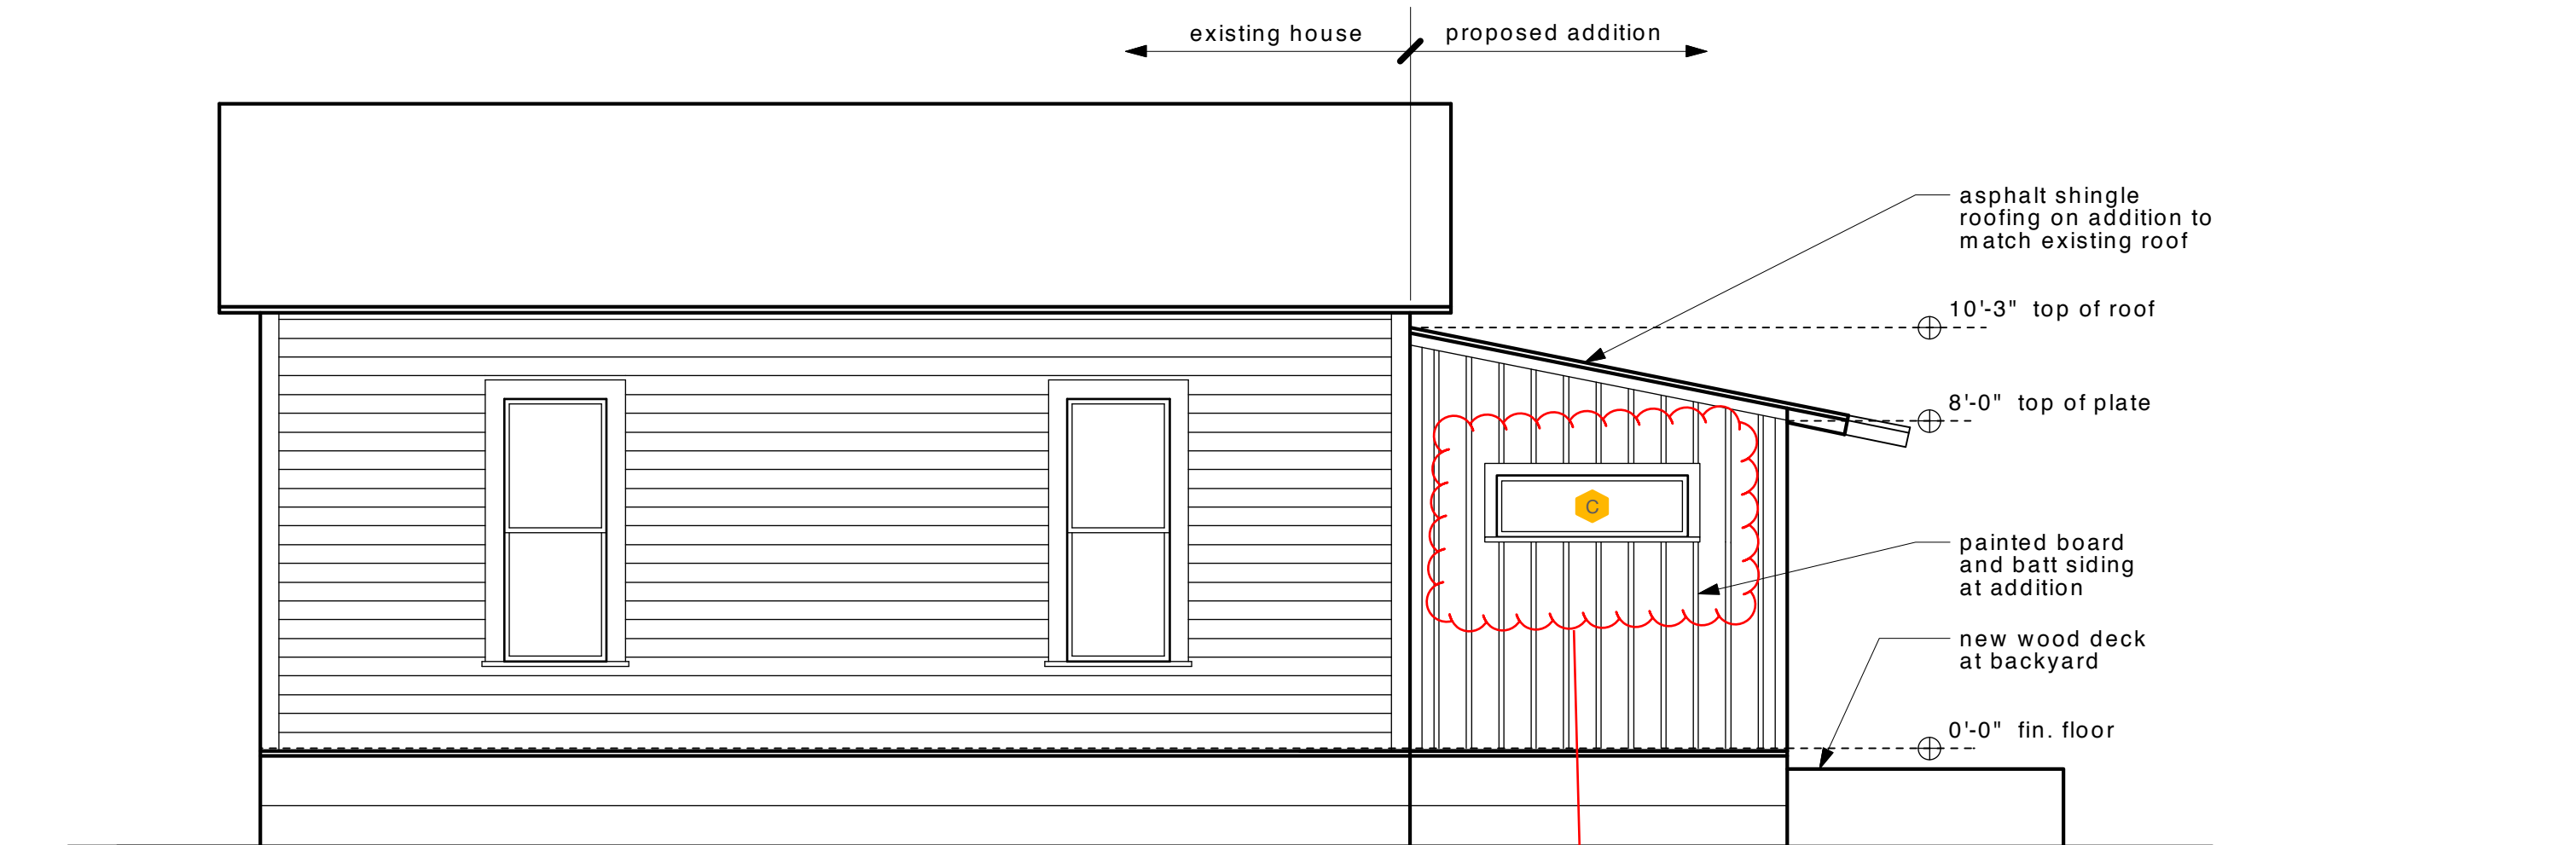 existing house
proposed addition
asphalt shingle
roofing on addition to
match existing roof
10'-3" top of roof
8'-0" top of plate
C
painted board
and batt siding
at addition
new wood deck
at backyard
0'-0" fin. floor